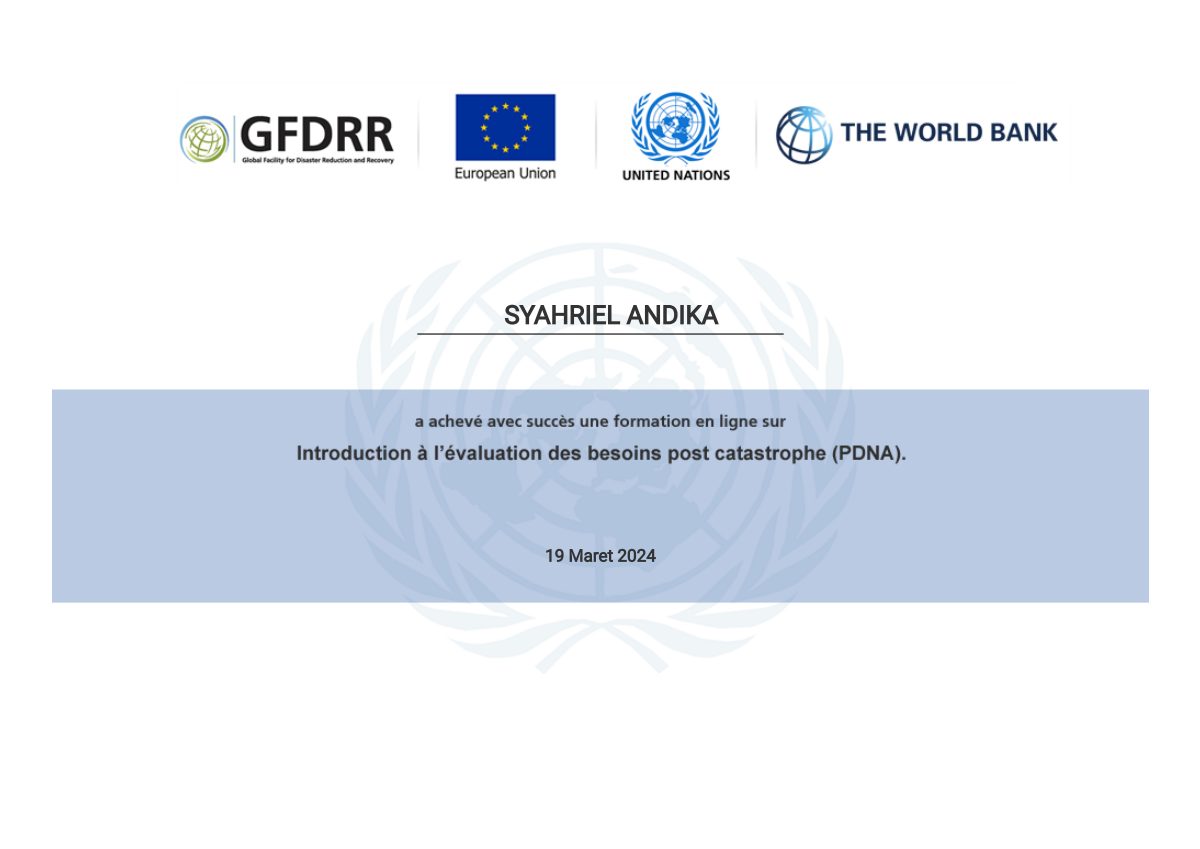 GFDRR
Global Facility for Disaster Reduction and Recovery
European Union
UNITED NATIONS
THE WORLD BANK
SYAHRIEL ANDIKA
a achevé avec succès une formation en ligne sur
Introduction à l’évaluation des besoins post catastrophe (PDNA).
19 Maret 2024